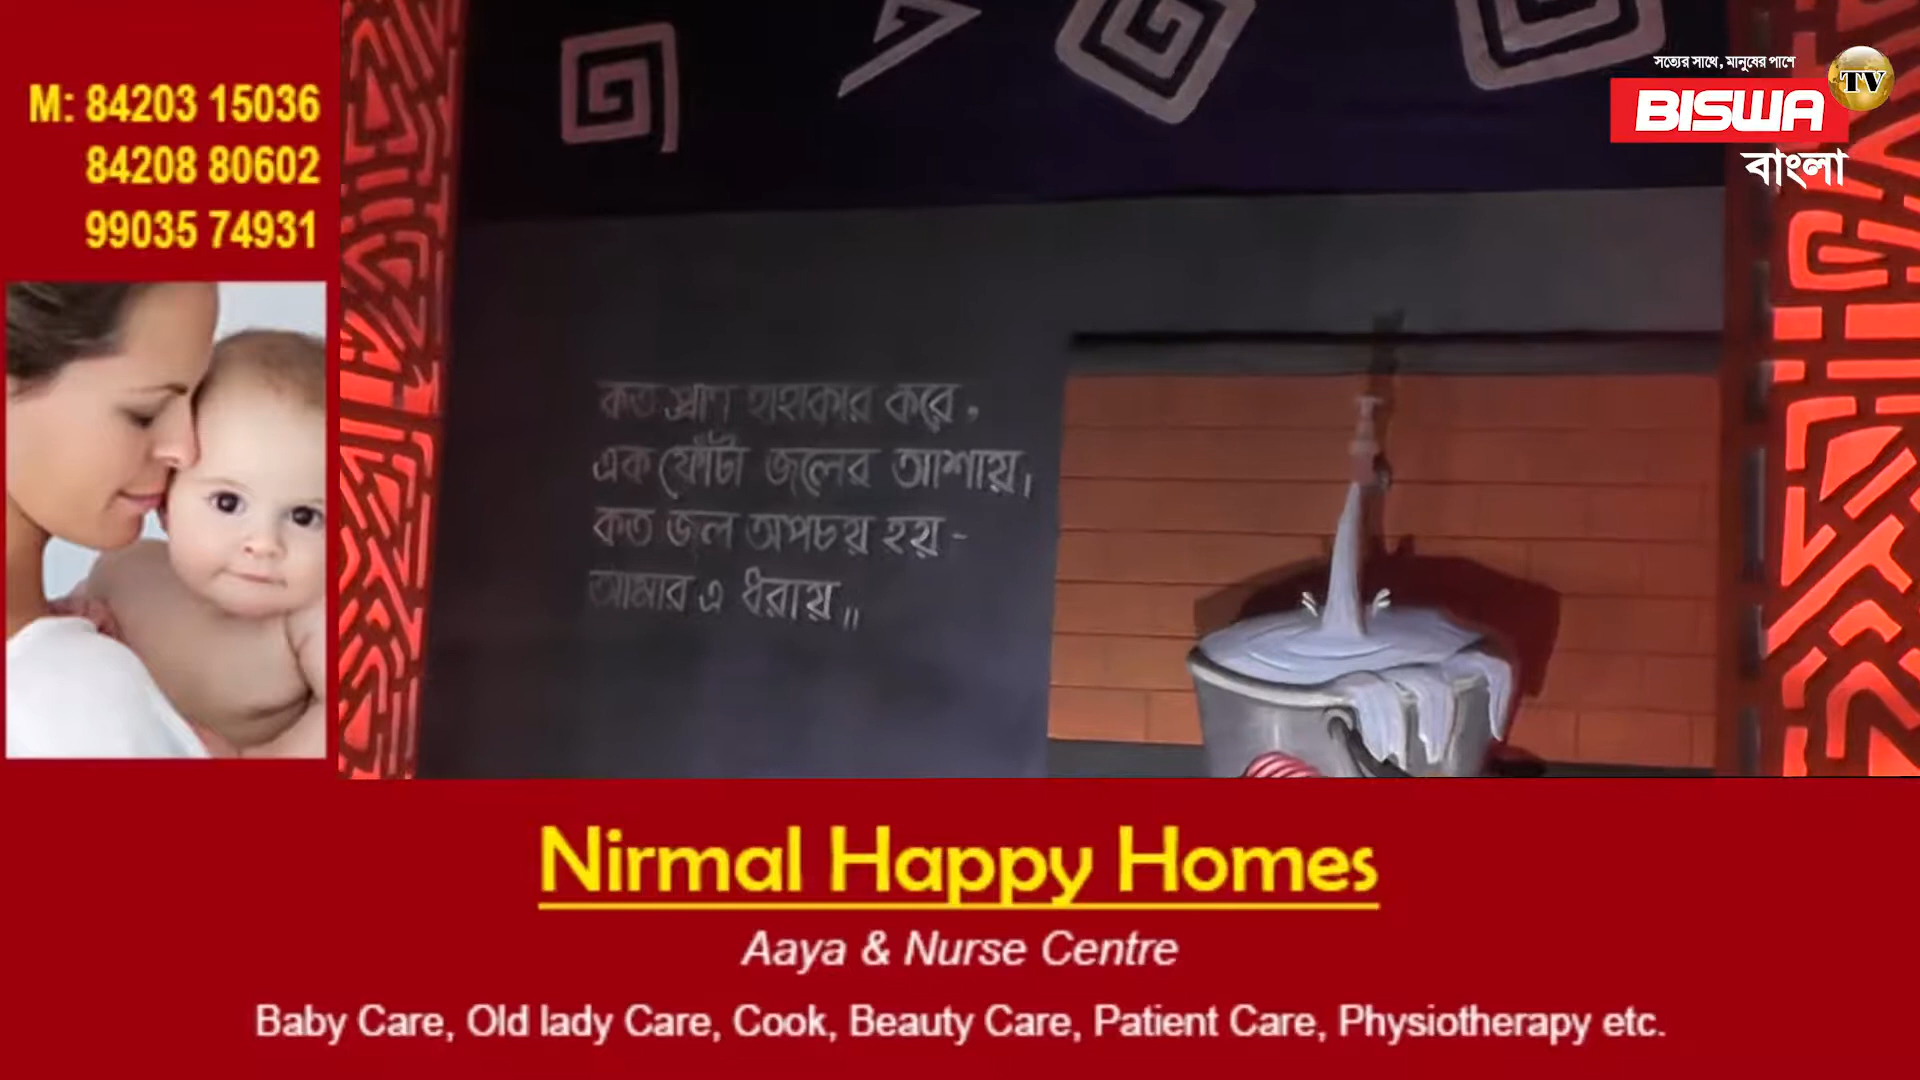 M: 84203 15036
84208 80602
99035 74931
সত্যের সাথে, মানুষের পাশে
TV
BISWA
বাংলা
কত প্রাণ হাহাকার করে,
এক ফোঁটা জলের আশায়।
কত জল অপচয় হয় -
আমার এ ধরায়॥
Nirmal Happy Homes
Aaya & Nurse Centre
Baby Care, Old lady Care, Cook, Beauty Care, Patient Care, Physiotherapy etc.